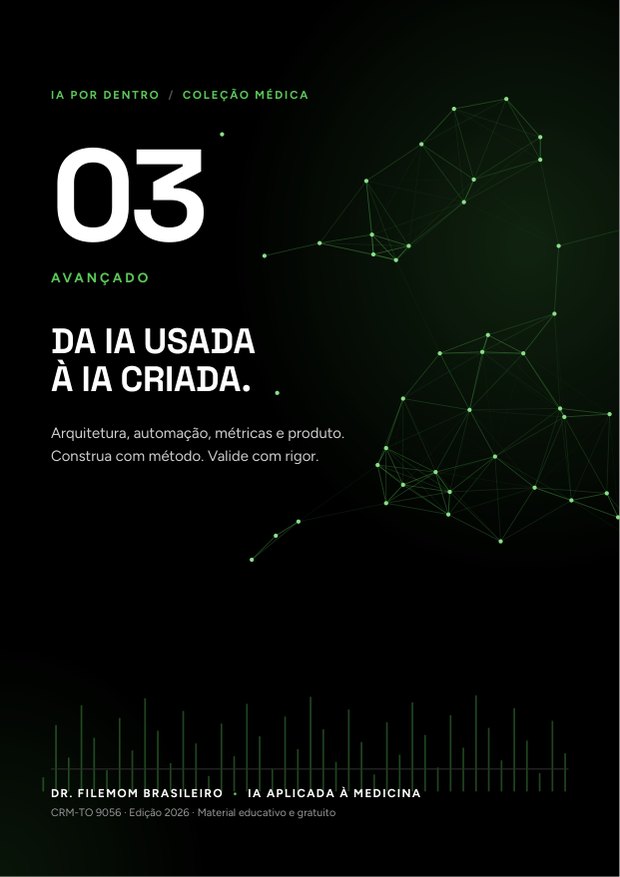 IA POR DENTRO / COLEÇÃO MÉDICA
03
AVANÇADO
DA IA USADA
À IA CRIADA.
Arquitetura, automação, métricas e produto.
Construa com método. Valide com rigor.
DR. FILEMOM BRASILEIRO · IA APLICADA À MEDICINA
CRM-TO 9056 · Edição 2026 · Material educativo e gratuito